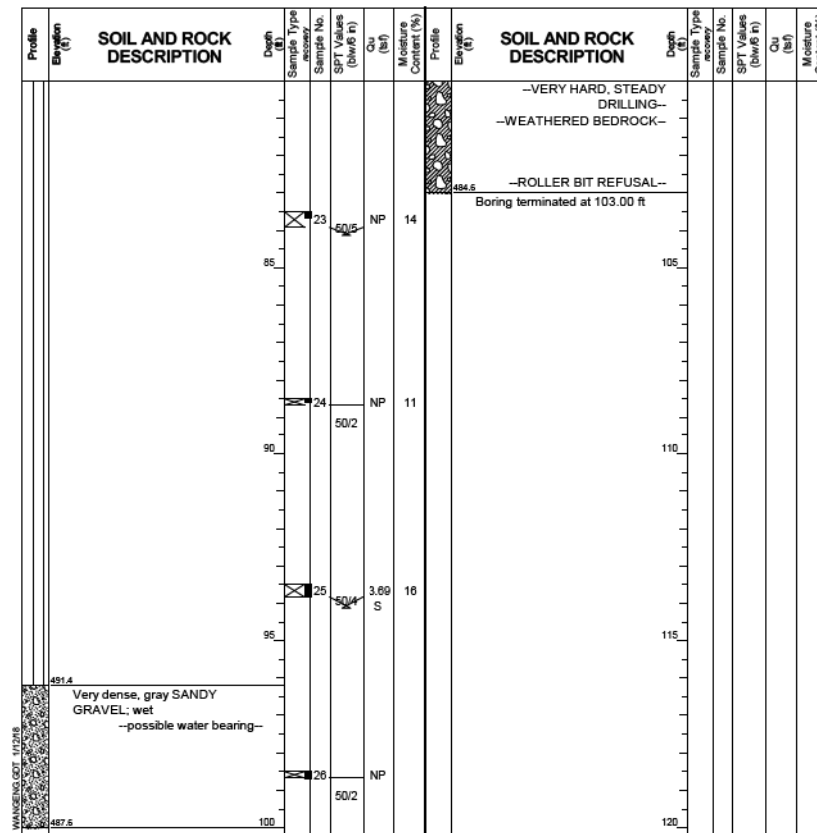 Profile
Elevation (ft)
SOIL AND ROCK
DESCRIPTION
Depth (ft)
Sample Type
recovery
Sample No.
SPT Values (blw/6 in)
Qu (tsf)
Moisture Content (%)
23 50/5 NP 14
85
24 50/2 NP 11
90
25 50/4 3.69 S 16
95
491.4
Very dense, gray SANDY
GRAVEL; wet
--possible water bearing--
26 50/2 NP
487.6 100
WANGENG.GDT 1/12/18
Profile
Elevation (ft)
SOIL AND ROCK
DESCRIPTION
Depth (ft)
Sample Type
recovery
Sample No.
SPT Values (blw/6 in)
Qu (tsf)
Moisture
--VERY HARD, STEADY
DRILLING--
--WEATHERED BEDROCK--
484.6 --ROLLER BIT REFUSAL--
Boring terminated at 103.00 ft
105
110
115
120